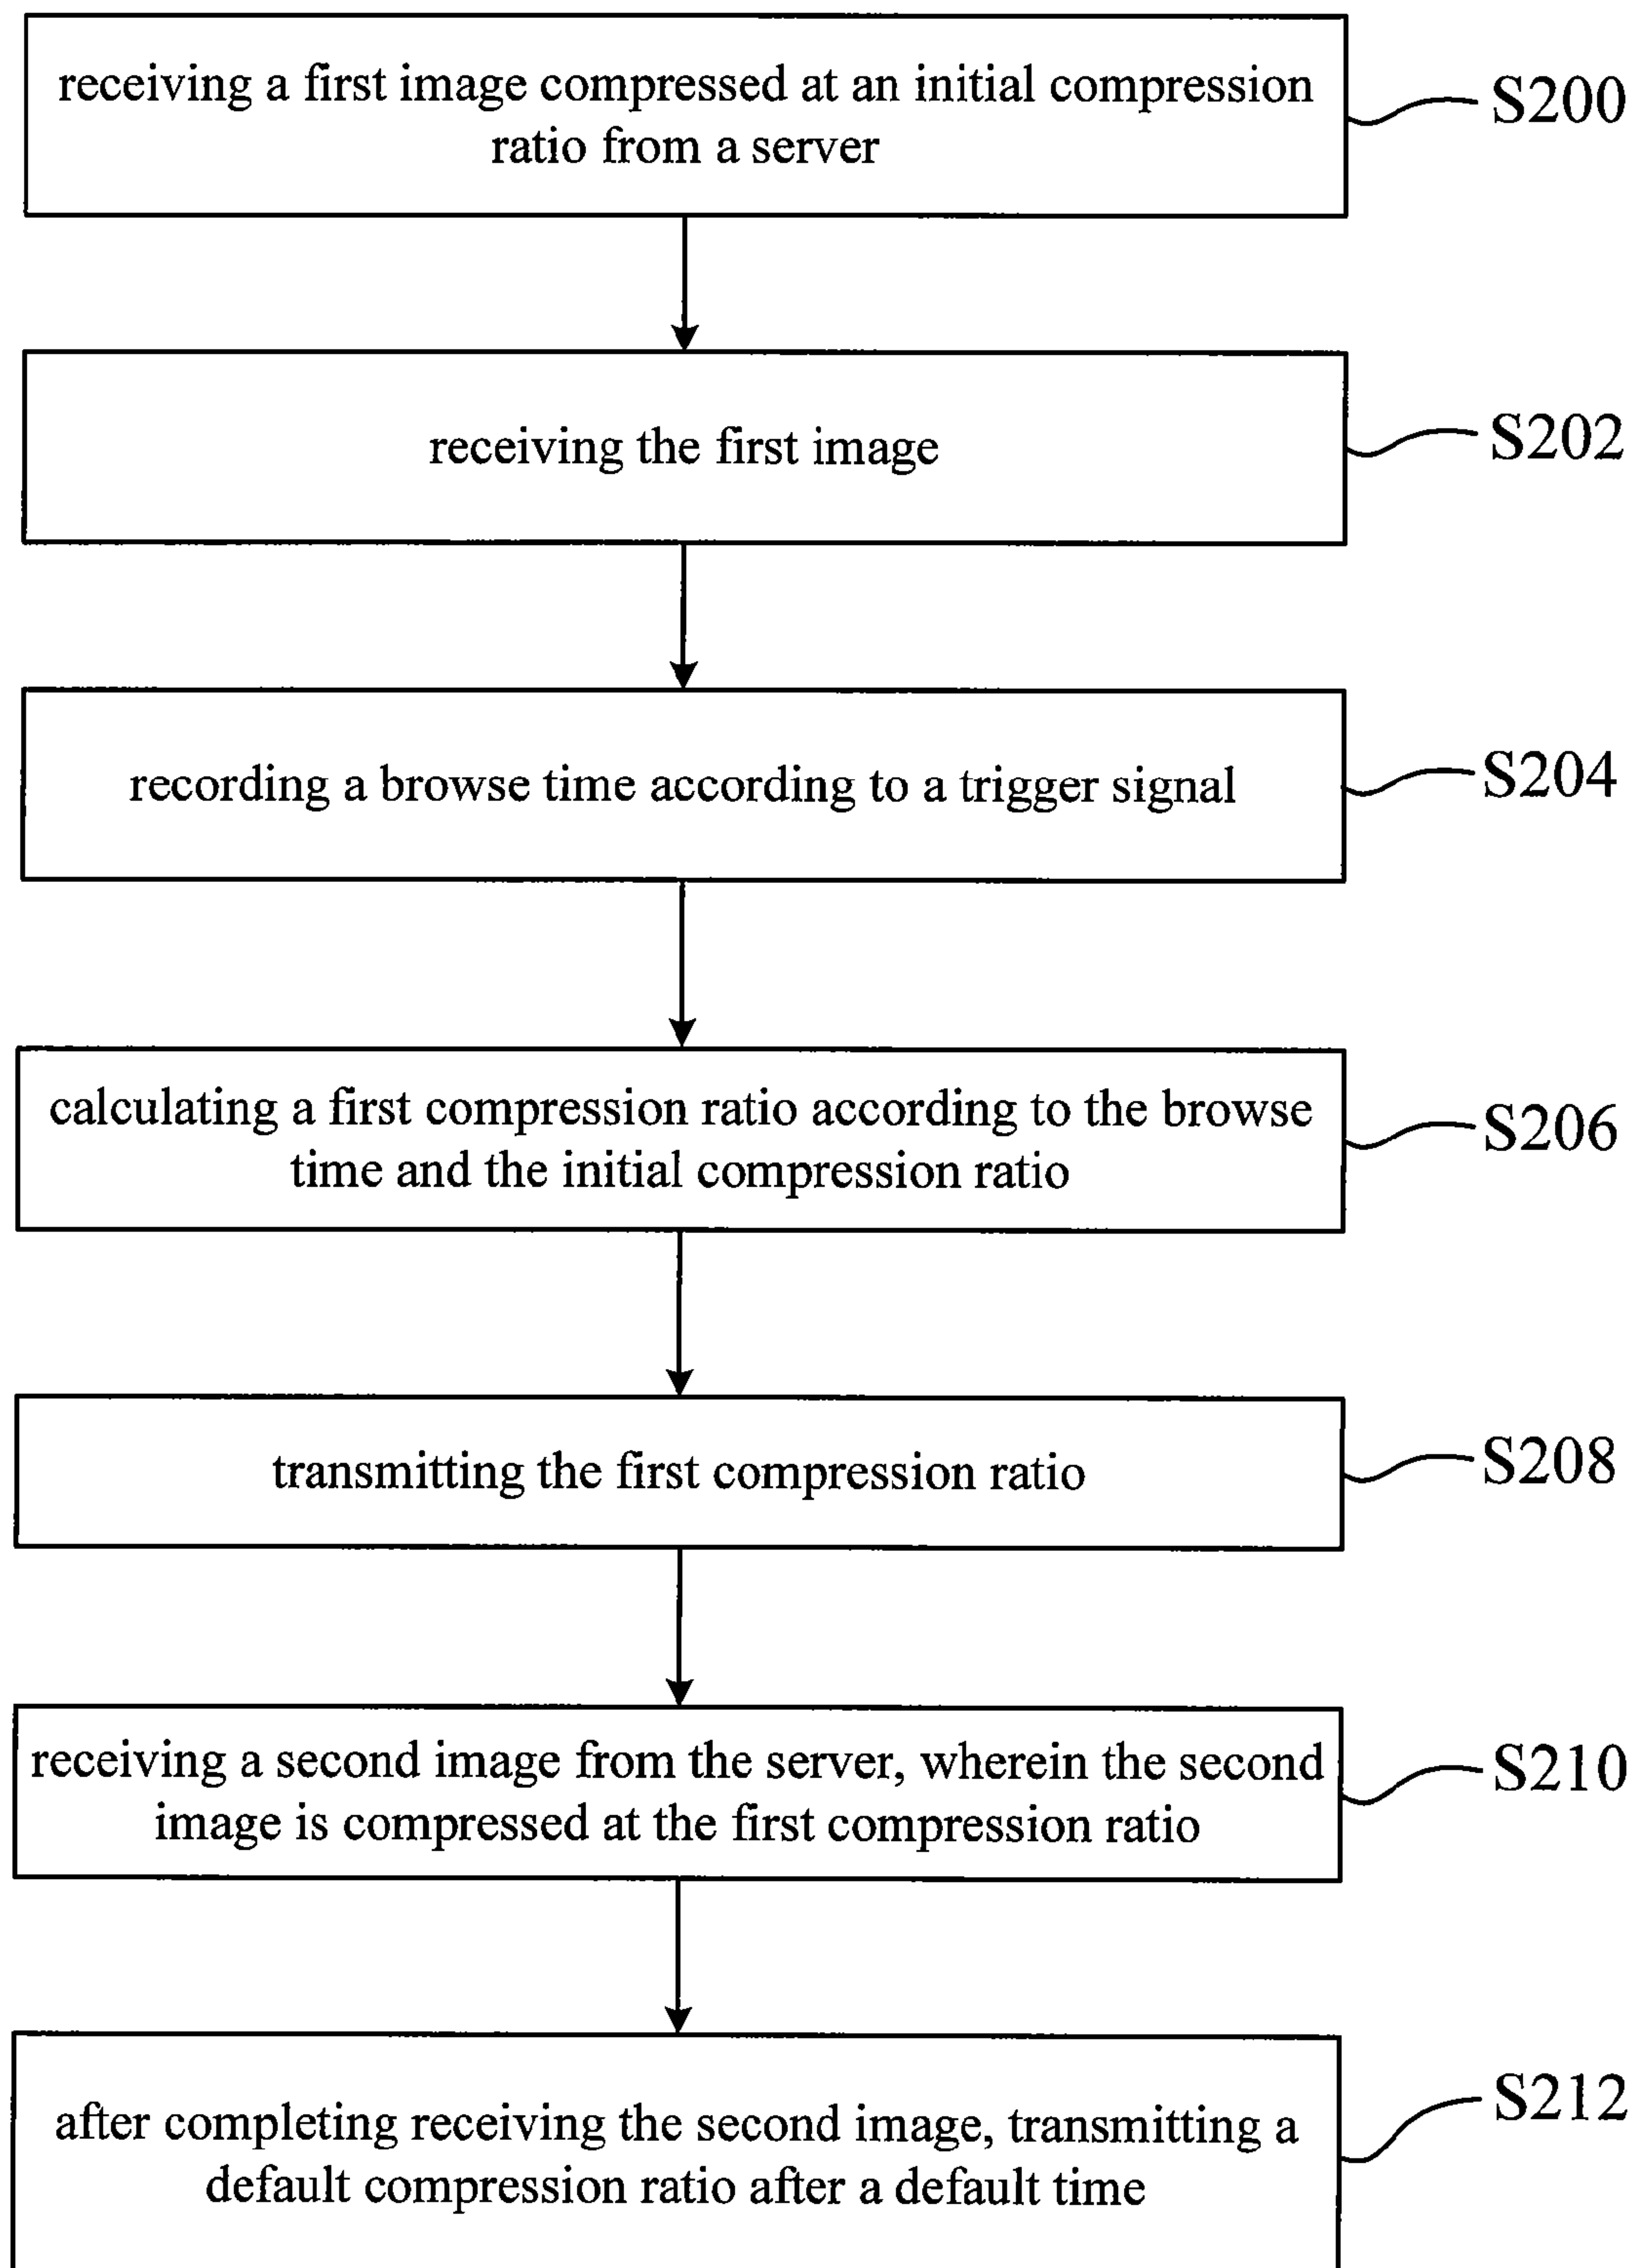 receiving a first image compressed at an initial compression
ratio from a server
S200
receiving the first image
S202
recording a browse time according to a trigger signal
S204
calculating a first compression ratio according to the browse
time and the initial compression ratio
S206
transmitting the first compression ratio
S208
receiving a second image from the server, wherein the second
image is compressed at the first compression ratio
S210
after completing receiving the second image, transmitting a
default compression ratio after a default time
S212